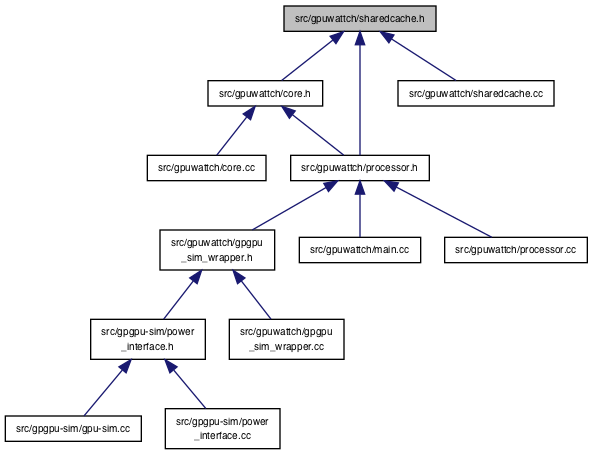 src/gpuwattch/sharedcache.h
src/gpuwattch/core.h
src/gpuwattch/sharedcache.cc
src/gpuwattch/core.cc
src/gpuwattch/processor.h
src/gpuwattch/gpgpu
_sim_wrapper.h
src/gpuwattch/main.cc
src/gpuwattch/processor.cc
src/gpgpu-sim/power
_interface.h
src/gpuwattch/gpgpu
_sim_wrapper.cc
src/gpgpu-sim/gpu-sim.cc
src/gpgpu-sim/power
_interface.cc